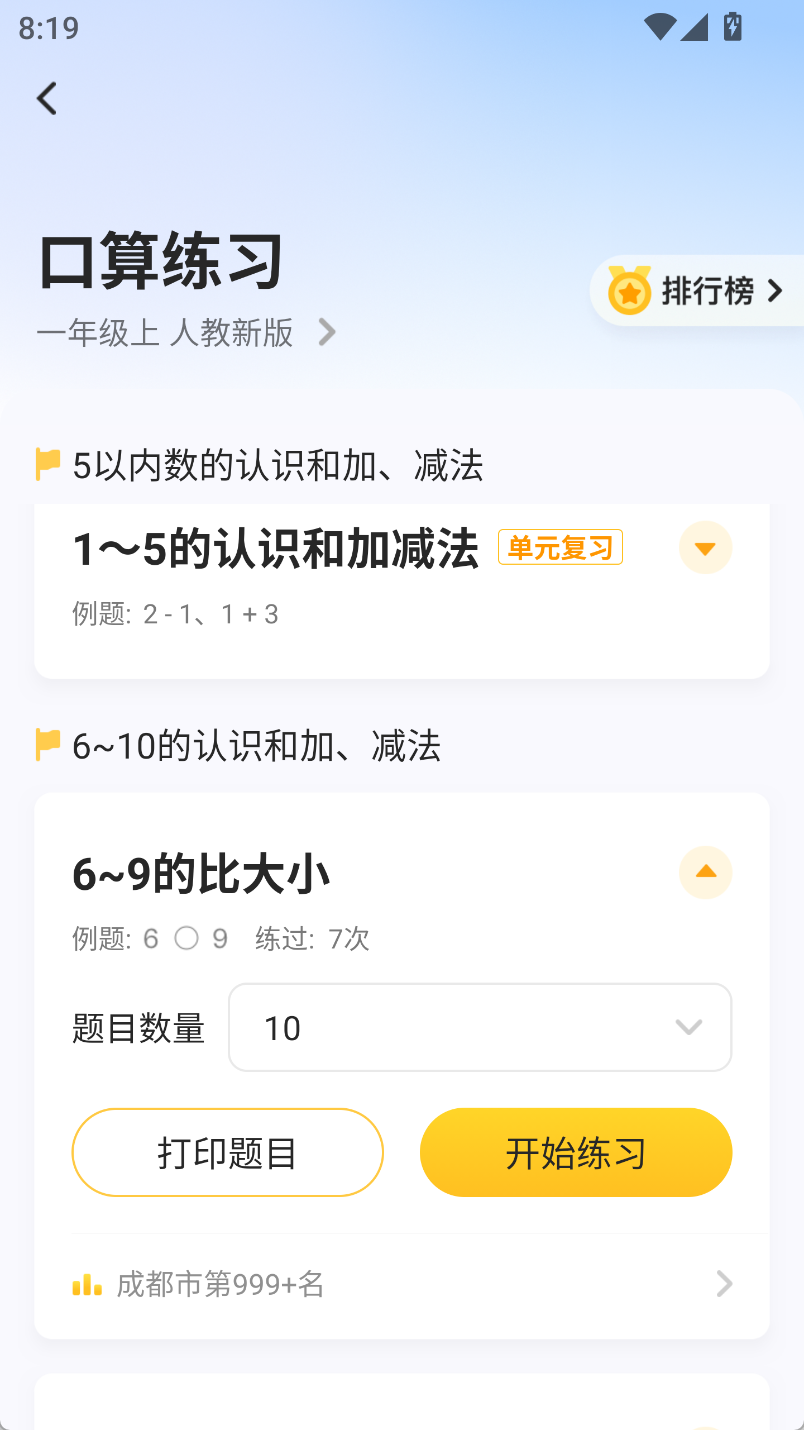 8:19
口算练习
一年级上 人教新版
排行榜
5以内数的认识和加、减法
1～5的认识和加减法 单元复习
例题: 2 - 1、1 + 3
6~10的认识和加、减法
6~9的比大小
例题: 6 ○ 9 练过: 7次
题目数量 10
打印题目 开始练习
成都市第999+名